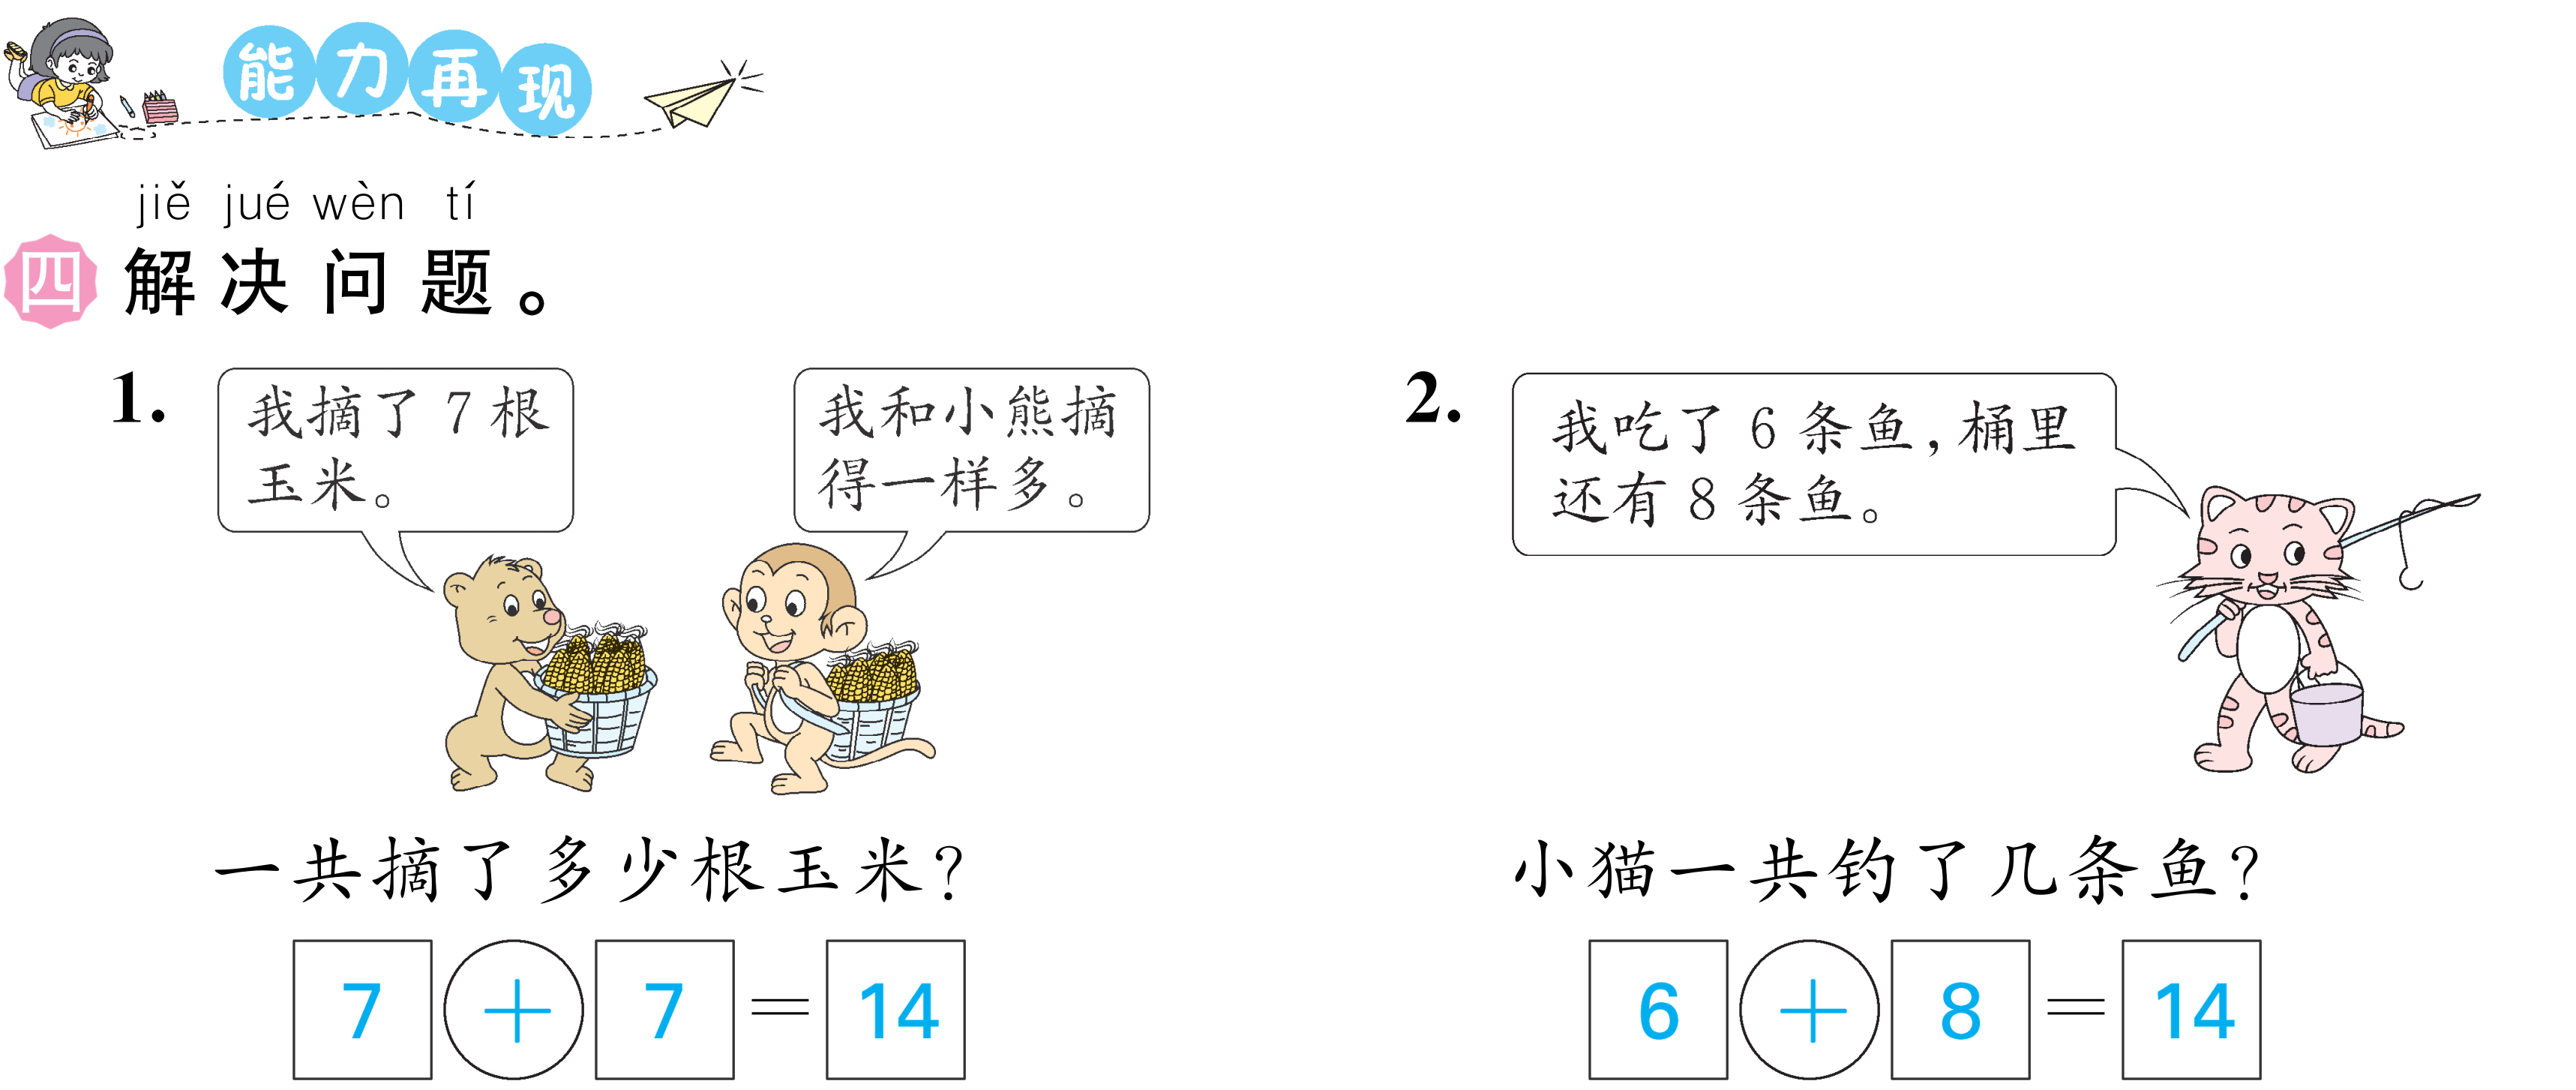 能力再现
jiě jué wèn tí
四 解决问题。
1.
我摘了 7 根
玉米。
我和小熊摘
得一样多。
一共摘了多少根玉米?
7 + 7 = 14
2.
我吃了 6 条鱼,桶里
还有 8 条鱼。
小猫一共钓了几条鱼?
6 + 8 = 14